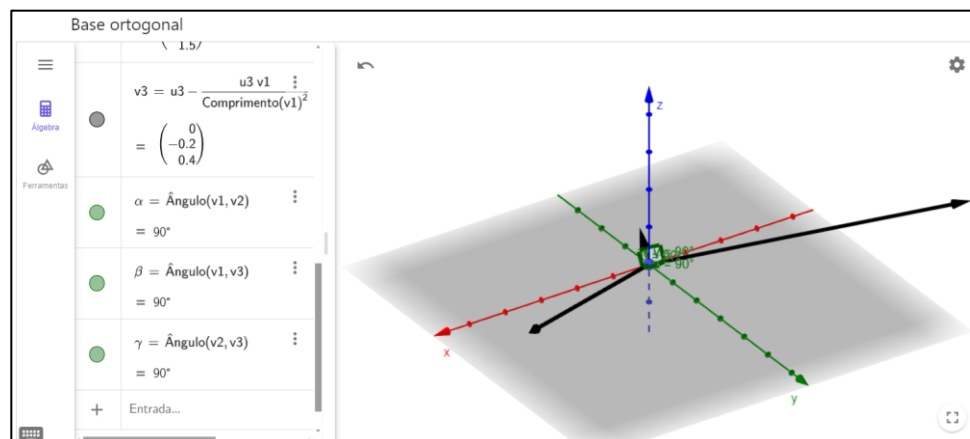 Base ortogonal
1.5
v3 = u3 − u3 v1 / Comprimento(v1)²
= (0
−0.2
0.4)
Álgebra
Ferramentas
α = Ângulo(v1, v2)
= 90°
β = Ângulo(v1, v3)
= 90°
γ = Ângulo(v2, v3)
= 90°
+ Entrada...
z
= 90°
x
y